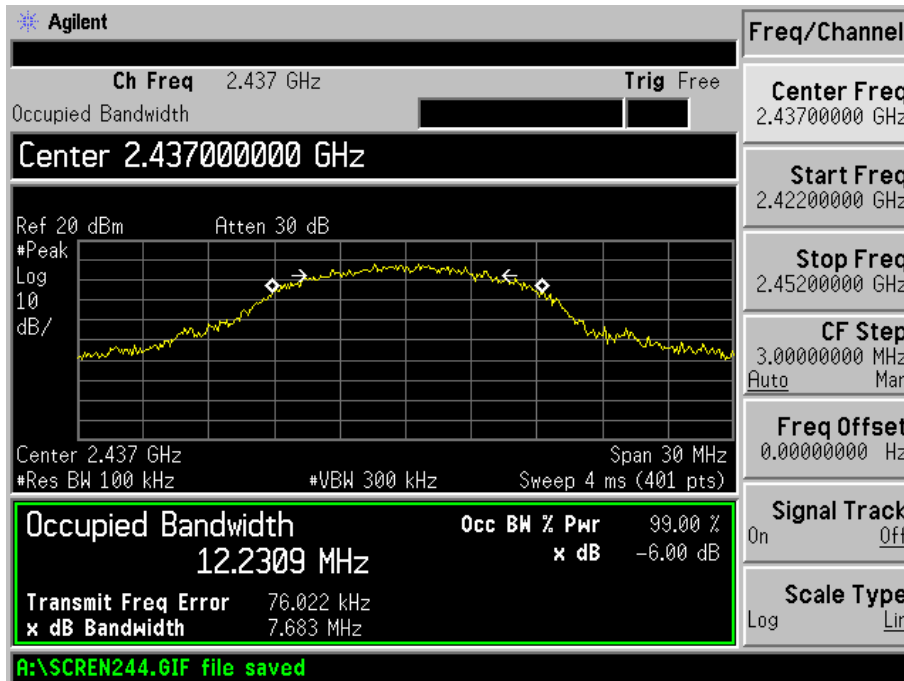 Agilent
Freq/Channel
Ch Freq 2.437 GHz Trig Free
Occupied Bandwidth
Center 2.437000000 GHz
Ref 20 dBm Atten 30 dB
#Peak
Log
10
dB/
Center 2.437 GHz Span 30 MHz
#Res BW 100 kHz #VBW 300 kHz Sweep 4 ms (401 pts)
Occupied Bandwidth
12.2309 MHz
Occ BW % Pwr 99.00 %
x dB -6.00 dB
Transmit Freq Error 76.022 kHz
x dB Bandwidth 7.683 MHz
A:\SCREN244.GIF file saved
Center Freq
2.43700000 GHz
Start Freq
2.42200000 GHz
Stop Freq
2.45200000 GHz
CF Step
3.00000000 MHz
Auto Man
Freq Offset
0.00000000 Hz
Signal Track
On Off
Scale Type
Log Lin